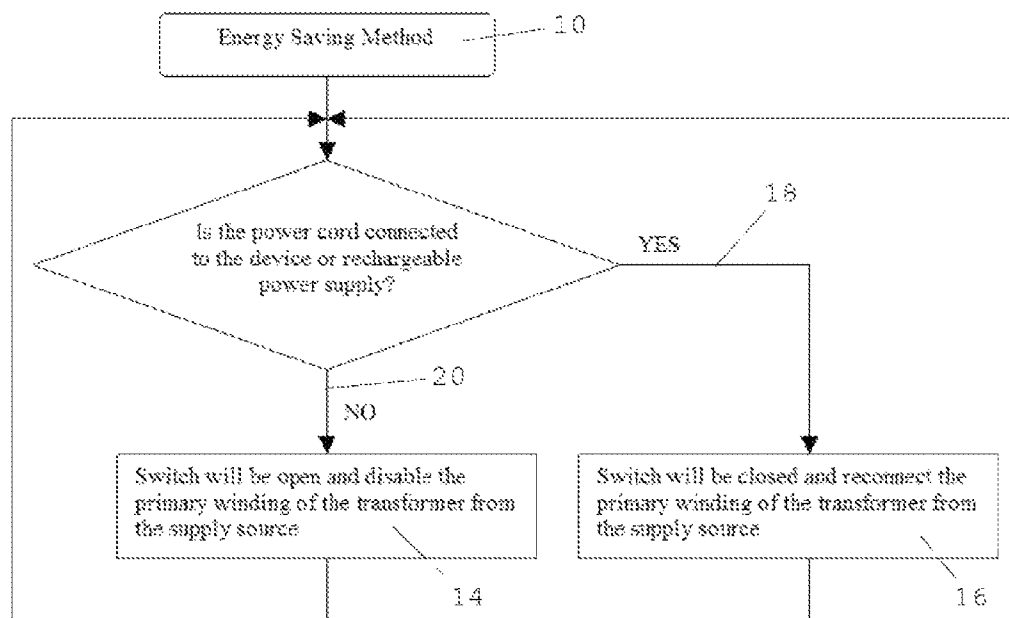 Energy Saving Method
10
Is the power cord connected
to the device or rechargeable
power supply?
YES
18
20
NO
Switch will be open and disable the
primary winding of the transformer from
the supply source
14
Switch will be closed and reconnect the
primary winding of the transformer from
the supply source
16